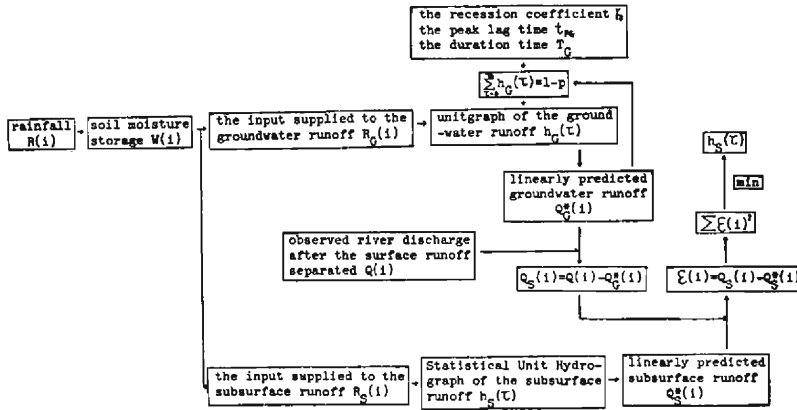 the recession coefficient
the peak lag time t_PG
the duration time T_G
∑h_G(τ)=1-p
rainfall
R(i)
soil moisture
storage W(i)
the input supplied to the
groundwater runoff R_G(i)
unitgraph of the ground
-water runoff h_G(τ)
h_S(τ)
min
linearly predicted
groundwater runoff
Q*_G(i)
∑ξ(i)²
observed river discharge
after the surface runoff
separated Q(i)
Q_S(i)=Q(i)-Q*_G(i)
ξ(i)=Q_S(i)-Q*_S(i)
the input supplied to the
subsurface runoff R_S(i)
Statistical Unit Hydro-
graph of the subsurface
runoff h_S(τ)
linearly predicted
subsurface runoff
Q*_S(i)